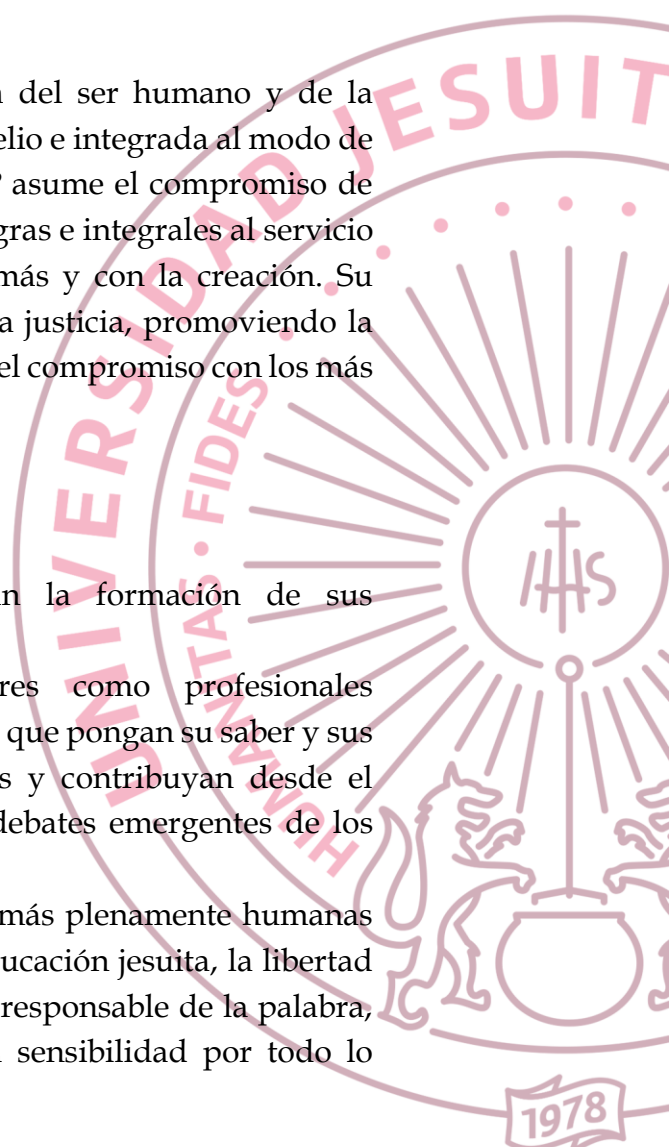 del ser humano y de la
elio e integrada al modo de
asume el compromiso de
gras e integrales al servicio
más y con la creación. Su
a justicia, promoviendo la
el compromiso con los más
la formación de sus
res como profesionales
que pongan su saber y sus
s y contribuyan desde el
debates emergentes de los
más plenamente humanas
ucación jesuita, la libertad
responsable de la palabra,
sensibilidad por todo lo
UNIVERSIDAD JESUIT
HUMANITAS • FIDES
IHS
1978